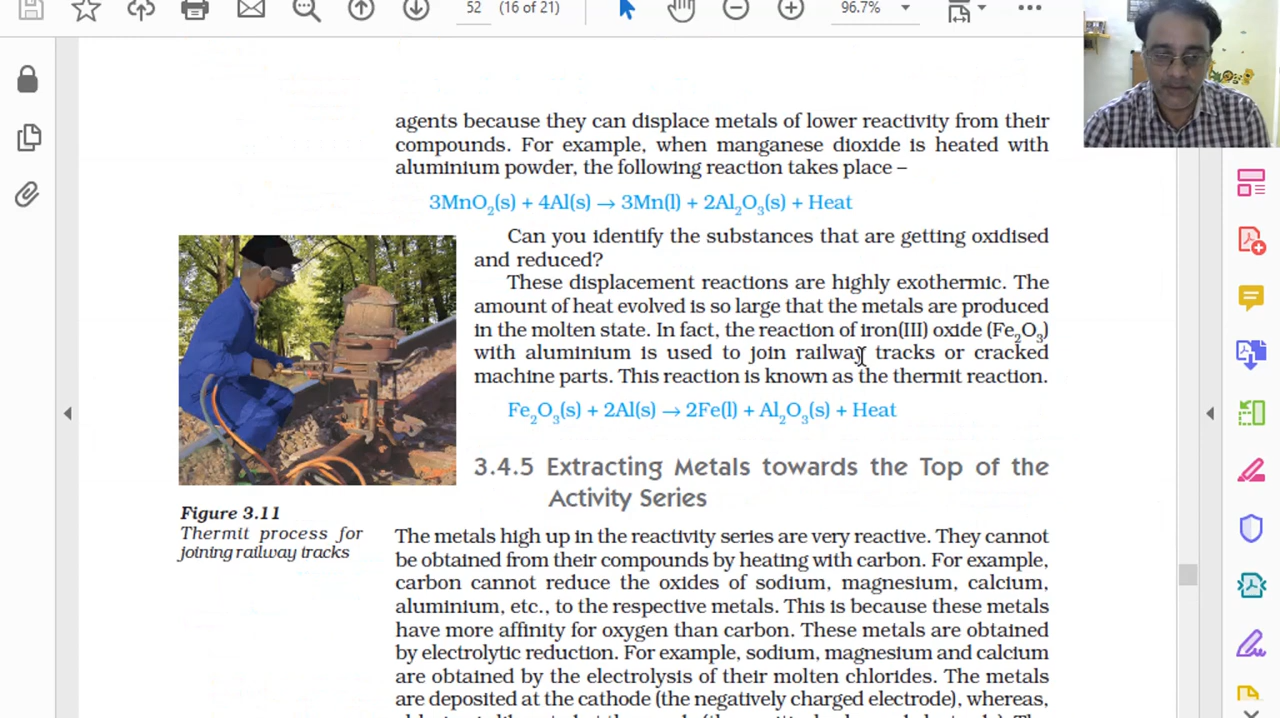 52 (16 of 21) 96.7%
agents because they can displace metals of lower reactivity from their
compounds. For example, when manganese dioxide is heated with
aluminium powder, the following reaction takes place –
3MnO₂(s) + 4Al(s) → 3Mn(l) + 2Al₂O₃(s) + Heat
Can you identify the substances that are getting oxidised
and reduced?
These displacement reactions are highly exothermic. The
amount of heat evolved is so large that the metals are produced
in the molten state. In fact, the reaction of iron(III) oxide (Fe₂O₃)
with aluminium is used to join railway tracks or cracked
machine parts. This reaction is known as the thermit reaction.
Fe₂O₃(s) + 2Al(s) → 2Fe(l) + Al₂O₃(s) + Heat
Figure 3.11
Thermit process for
joining railway tracks
3.4.5 Extracting Metals towards the Top of the
Activity Series
The metals high up in the reactivity series are very reactive. They cannot
be obtained from their compounds by heating with carbon. For example,
carbon cannot reduce the oxides of sodium, magnesium, calcium,
aluminium, etc., to the respective metals. This is because these metals
have more affinity for oxygen than carbon. These metals are obtained
by electrolytic reduction. For example, sodium, magnesium and calcium
are obtained by the electrolysis of their molten chlorides. The metals
are deposited at the cathode (the negatively charged electrode), whereas,